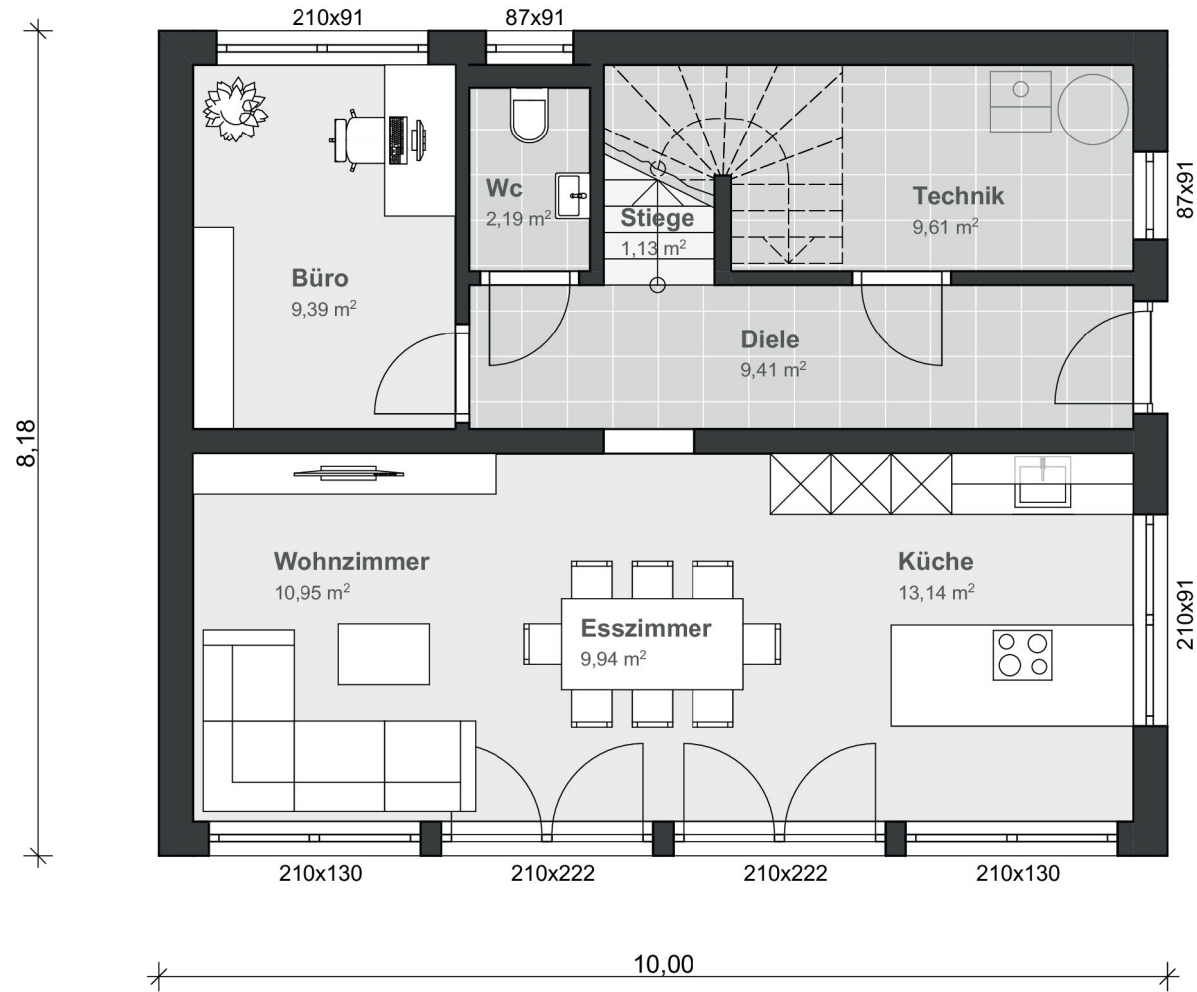 210x91
87x91
Wc
2,19 m²
Stiege
1,13 m²
Technik
9,61 m²
87x91
Büro
9,39 m²
Diele
9,41 m²
8,18
Wohnzimmer
10,95 m²
Küche
13,14 m²
Esszimmer
9,94 m²
210x91
210x130
210x222
210x222
210x130
10,00